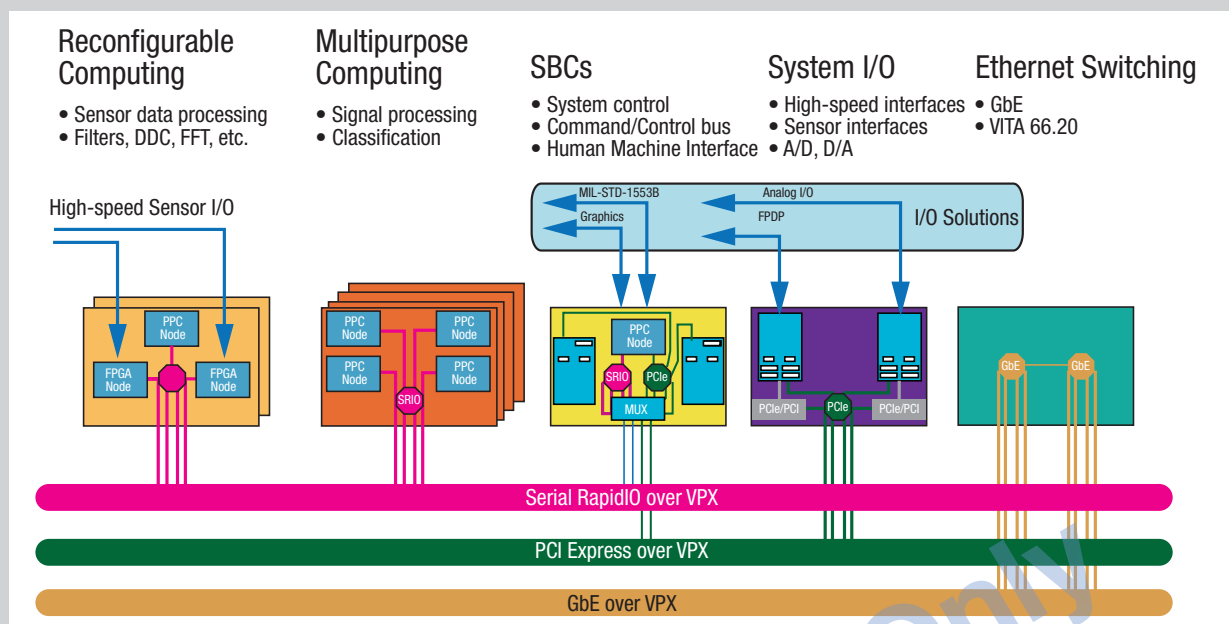 Reconfigurable
Computing
• Sensor data processing
• Filters, DDC, FFT, etc.
Multipurpose
Computing
• Signal processing
• Classification
SBCs
• System control
• Command/Control bus
• Human Machine Interface
System I/O
• High-speed interfaces
• Sensor interfaces
• A/D, D/A
Ethernet Switching
• GbE
• VITA 66.20
High-speed Sensor I/O
MIL-STD-1553B
Graphics
Analog I/O
FPDP
I/O Solutions
PPC
Node
FPGA
Node
FPGA
Node
PPC
Node
PPC
Node
PPC
Node
PPC
Node
SRIO
PPC
Node
SRIO
PCIe
MUX
PCIe/PCI
PCIe
PCIe/PCI
GbE
GbE
Serial RapidIO over VPX
PCI Express over VPX
GbE over VPX
Only